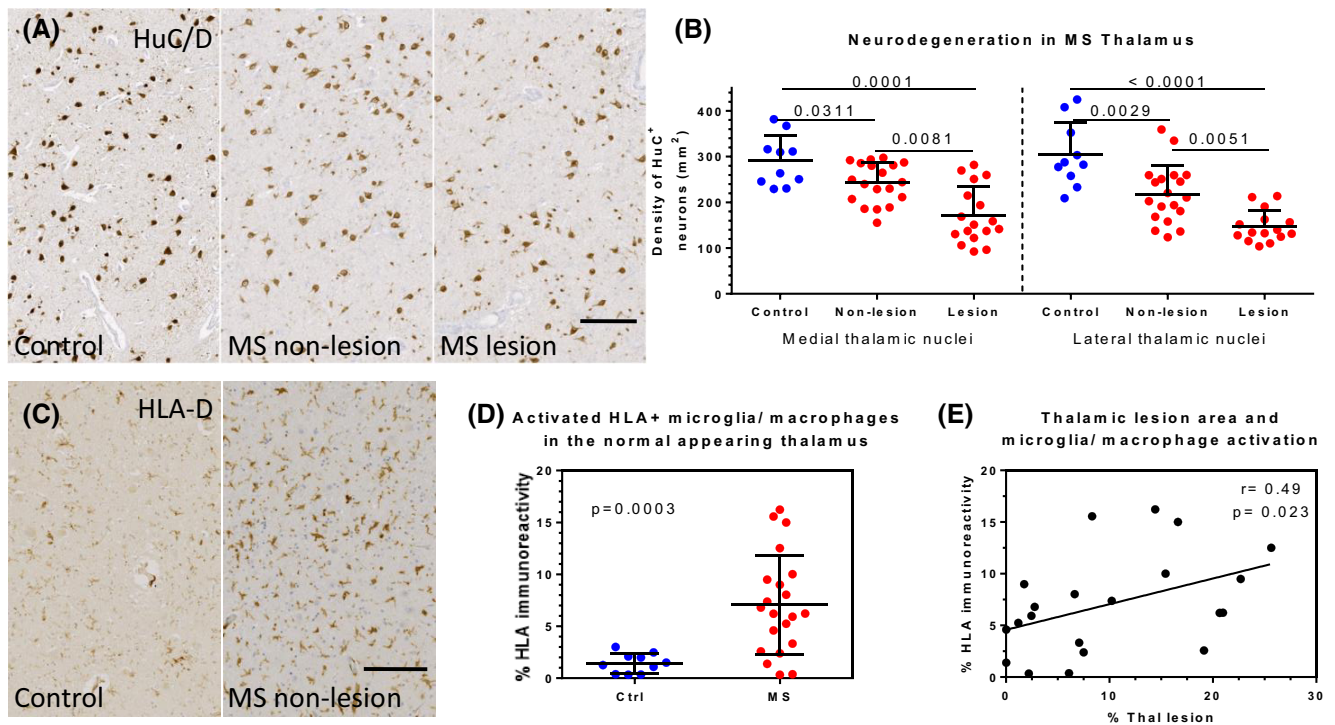 (A)
HuC/D
Control
MS non-lesion
MS lesion
(B)
Neurodegeneration in MS Thalamus
Density of HuC+
neurons (mm2)
400
300
200
100
0
0.0001
0.0311
0.0081
< 0.0001
0.0029
0.0051
Control
Non-lesion
Lesion
Control
Non-lesion
Lesion
Medial thalamic nuclei
Lateral thalamic nuclei
(C)
HLA-D
Control
MS non-lesion
(D)
Activated HLA+ microglia/ macrophages
in the normal appearing thalamus
% HLA immunoreactivity
20
15
10
5
0
p=0.0003
Ctrl
MS
(E)
Thalamic lesion area and
microglia/ macrophage activation
% HLA immunoreactivity
20
15
10
5
0
r= 0.49
p= 0.023
0
10
20
30
% Thal lesion